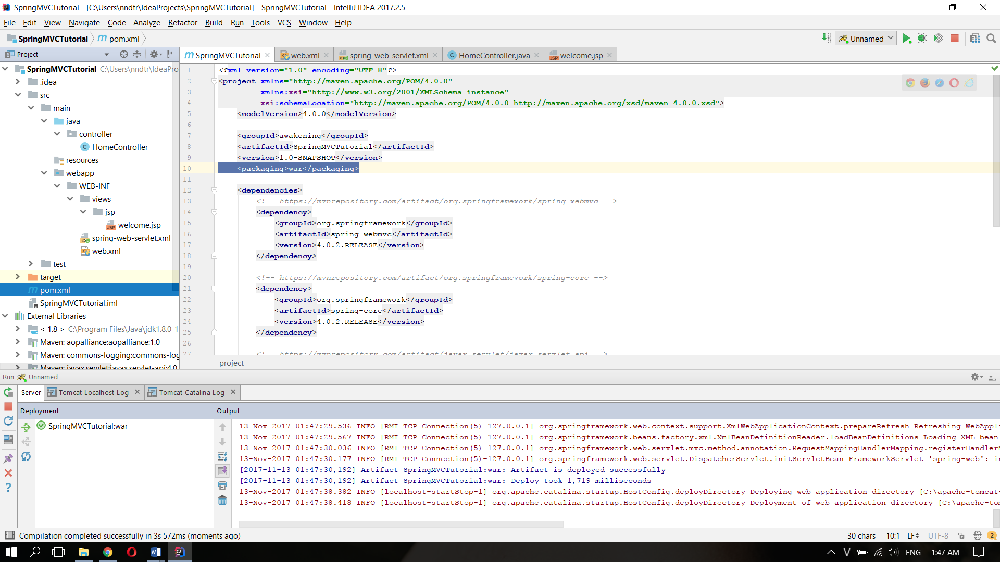 SpringMVCTutorial - [C:\Users\nndtr\IdeaProjects\SpringMVCTutorial] - SpringMVCTutorial - IntelliJ IDEA 2017.2.5
File Edit View Navigate Code Analyze Refactor Build Run Tools VCS Window Help
SpringMVCTutorial pom.xml
Unnamed
Project
SpringMVCTutorial web.xml spring-web-servlet.xml HomeController.java welcome.jsp
SpringMVCTutorial C:\Users\nndtr\IdeaPro
.idea
src
main
java
controller
HomeController
resources
webapp
WEB-INF
views
jsp
welcome.jsp
spring-web-servlet.xml
web.xml
test
target
pom.xml
SpringMVCTutorial.iml
External Libraries
< 1.8 > C:\Program Files\Java\jdk1.8.0_1
Maven: aopalliance:aopalliance:1.0
Maven: commons-logging:commons-log
Maven: javax.servlet:javax.servlet-api:4.0.
1 <?xml version="1.0" encoding="UTF-8"?>
2 <project xmlns="http://maven.apache.org/POM/4.0.0"
3 xmlns:xsi="http://www.w3.org/2001/XMLSchema-instance"
4 xsi:schemaLocation="http://maven.apache.org/POM/4.0.0 http://maven.apache.org/xsd/maven-4.0.0.xsd">
5 <modelVersion>4.0.0</modelVersion>
6
7 <groupId>awakening</groupId>
8 <artifactId>SpringMVCTutorial</artifactId>
9 <version>1.0-SNAPSHOT</version>
10 <packaging>war</packaging>
11
12 <dependencies>
13 <!-- https://mvnrepository.com/artifact/org.springframework/spring-webmvc -->
14 <dependency>
15 <groupId>org.springframework</groupId>
16 <artifactId>spring-webmvc</artifactId>
17 <version>4.0.2.RELEASE</version>
18 </dependency>
19
20 <!-- https://mvnrepository.com/artifact/org.springframework/spring-core -->
21 <dependency>
22 <groupId>org.springframework</groupId>
23 <artifactId>spring-core</artifactId>
24 <version>4.0.2.RELEASE</version>
25 </dependency>
26
27 <!-- https://mvnrepository.com/artifact/javax.servlet/javax.servlet-api -->
project
Run Unnamed
Server Tomcat Localhost Log Tomcat Catalina Log
Deployment
SpringMVCTutorial:war
Output
13-Nov-2017 01:47:29.536 INFO [RMI TCP Connection(5)-127.0.0.1] org.springframework.web.context.support.XmlWebApplicationContext.prepareRefresh Refreshing WebAppli
13-Nov-2017 01:47:29.567 INFO [RMI TCP Connection(5)-127.0.0.1] org.springframework.beans.factory.xml.XmlBeanDefinitionReader.loadBeanDefinitions Loading XML bean
13-Nov-2017 01:47:30.036 INFO [RMI TCP Connection(5)-127.0.0.1] org.springframework.web.servlet.mvc.method.annotation.RequestMappingHandlerMapping.registerHandlerM
13-Nov-2017 01:47:30.177 INFO [RMI TCP Connection(5)-127.0.0.1] org.springframework.web.servlet.DispatcherServlet.initServletBean FrameworkServlet 'spring-web': in
[2017-11-13 01:47:30,192] Artifact SpringMVCTutorial:war: Artifact is deployed successfully
[2017-11-13 01:47:30,192] Artifact SpringMVCTutorial:war: Deploy took 1,719 milliseconds
13-Nov-2017 01:47:38.382 INFO [localhost-startStop-1] org.apache.catalina.startup.HostConfig.deployDirectory Deploying web application directory [C:\apache-tomcat-
13-Nov-2017 01:47:38.418 INFO [localhost-startStop-1] org.apache.catalina.startup.HostConfig.deployDirectory Deployment of web application directory [C:\apache-tom
Compilation completed successfully in 3s 572ms (moments ago)
30 chars 10:1 LF UTF-8 2
ENG 1:47 AM